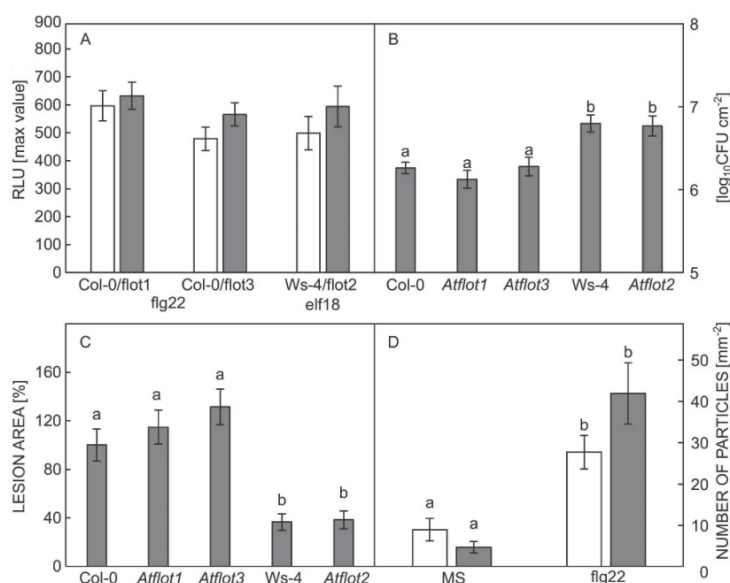 900
800
700
600
500
400
300
200
100
0
RLU [max value]
A
Col-0/flot1 Col-0/flot3 Ws-4/flot2
flg22 elf18
B
a a a b b
8
7
6
5
[log10CFU cm-2]
Col-0 Atflot1 Atflot3 Ws-4 Atflot2
C
160
120
80
40
0
LESION AREA [%]
a a a b b
Col-0 Atflot1 Atflot3 Ws-4 Atflot2
D
a a b b
50
40
30
20
10
0
NUMBER OF PARTICLES [mm-2]
MS flg22